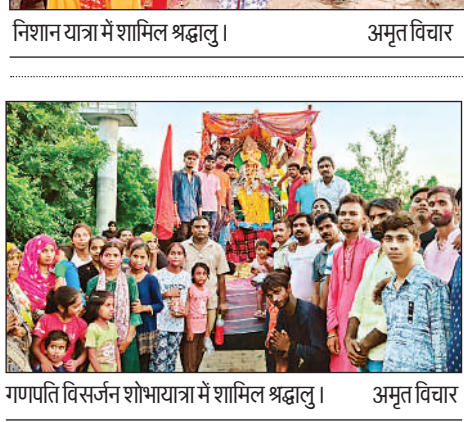 निशान यात्रा में शामिल श्रद्धालु। अमृत विचार
गणपति विसर्जन शोभायात्रा में शामिल श्रद्धालु। अमृत विचार